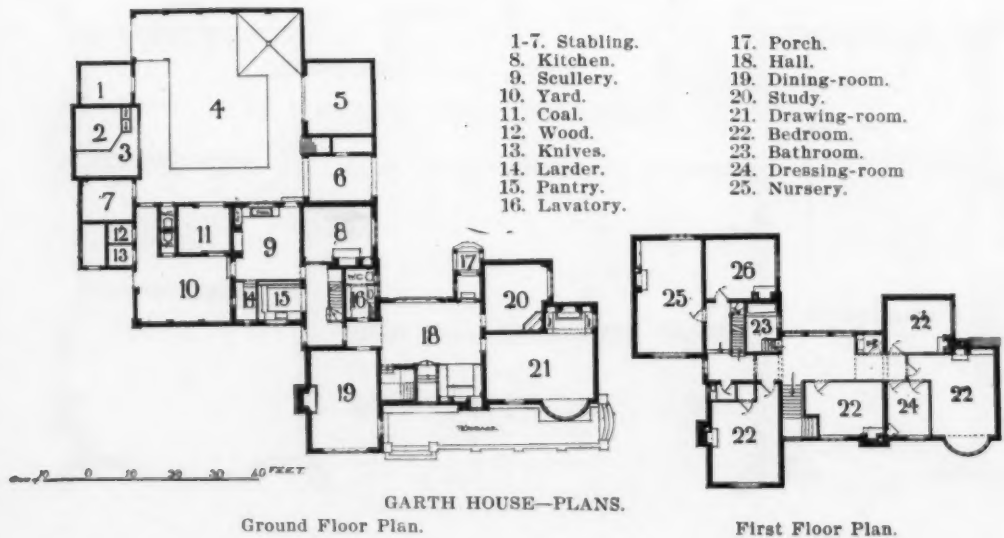 1-7. Stabling.
8. Kitchen.
9. Scullery.
10. Yard.
11. Coal.
12. Wood.
13. Knives.
14. Larder.
15. Pantry.
16. Lavatory.
17. Porch.
18. Hall.
19. Dining-room.
20. Study.
21. Drawing-room.
22. Bedroom.
23. Bathroom.
24. Dressing-room
25. Nursery.
1
2
3
4
5
6
7
12
13
11
9
8
10
14
15
W.C.
16
17
18
20
19
21
TERRACE
10 0 10 20 30 40 FEET
25
26
23
22
22
22
24
22
GARTH HOUSE—PLANS.
Ground Floor Plan.
First Floor Plan.